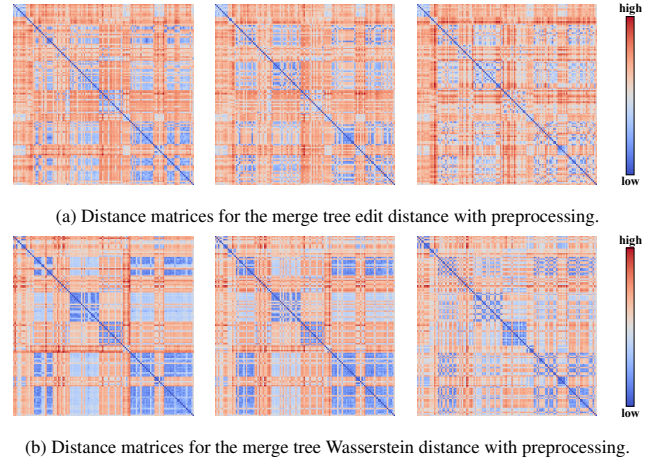 high
low
(a) Distance matrices for the merge tree edit distance with preprocessing.
high
low
(b) Distance matrices for the merge tree Wasserstein distance with preprocessing.